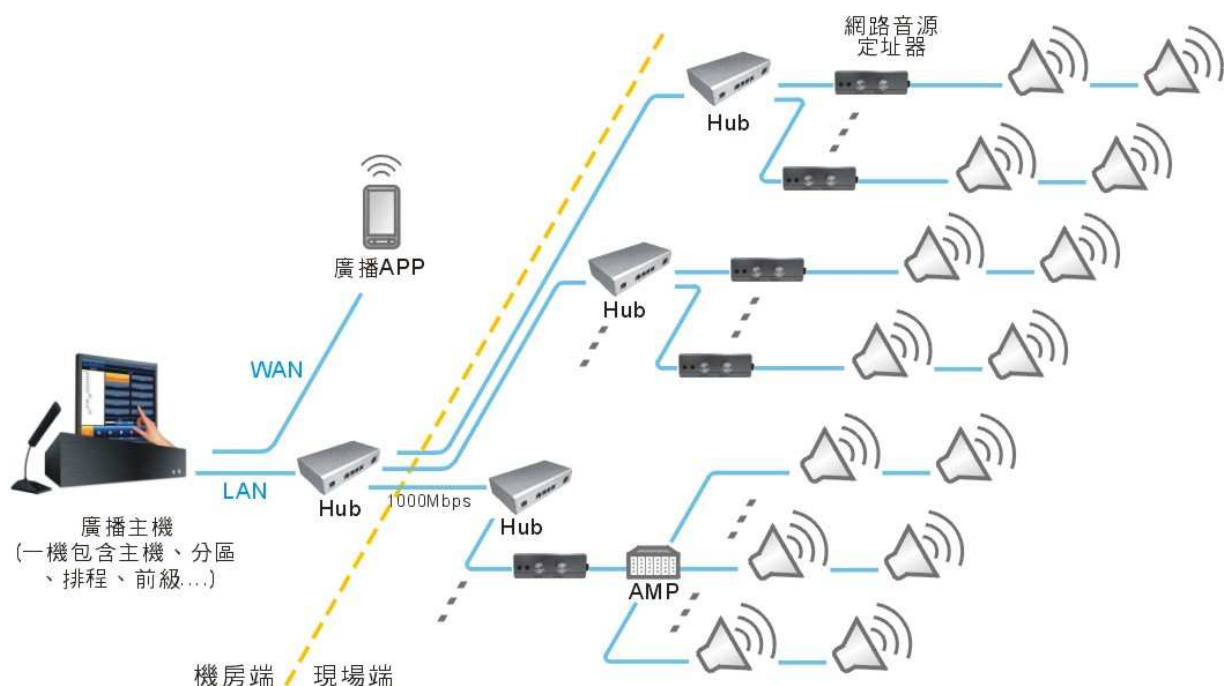 網路音源
定址器
Hub
廣播APP
Hub
WAN
LAN
Hub
1000Mbps
Hub
廣播主機
(一機包含主機、分區
、排程、前級....)
AMP
機房端
現場端